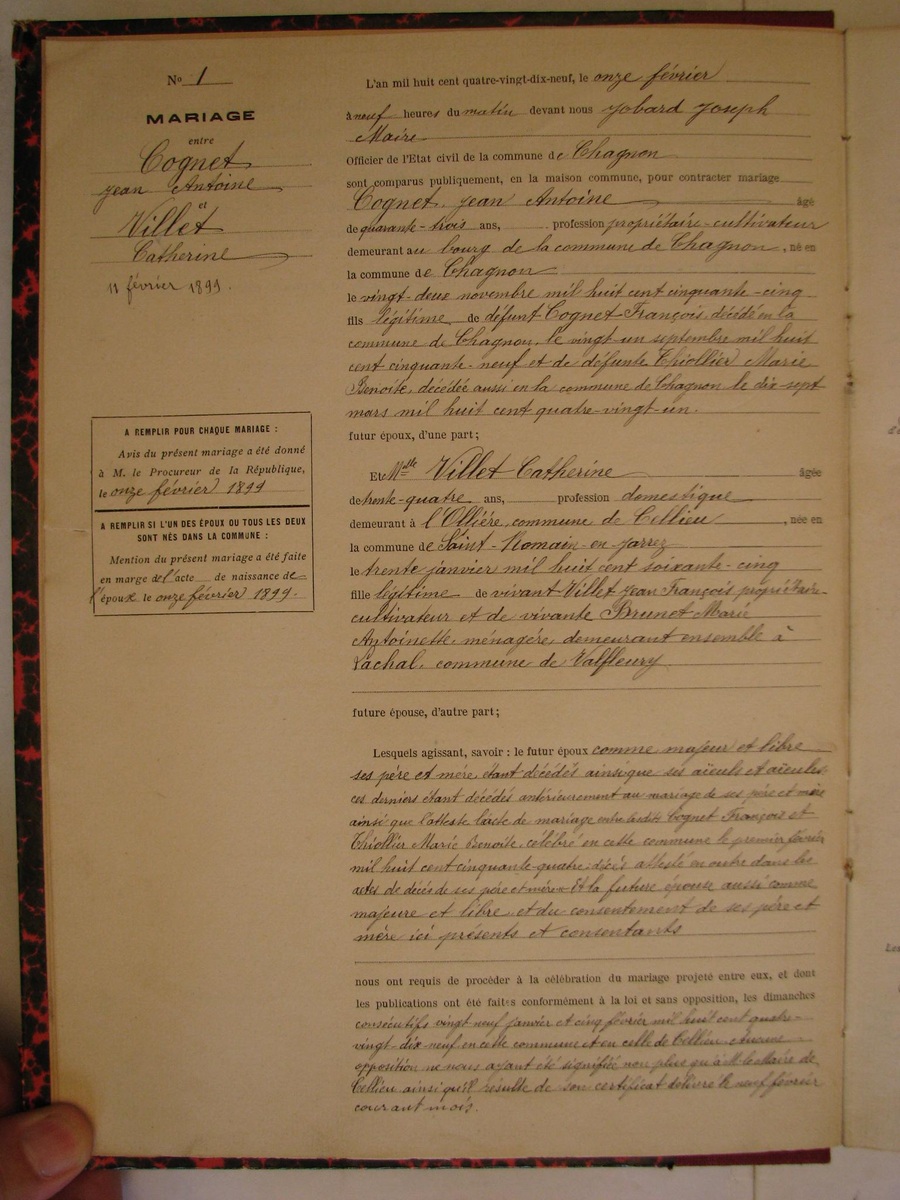 No 1
MARIAGE
entre
Cognet
Jean Antoine
et
Villet
Catherine
11 février 1899.
A REMPLIR POUR CHAQUE MARIAGE :
Avis du présent mariage a été donné
à M. le Procureur de la République,
le onze février 1899
A REMPLIR SI L'UN DES ÉPOUX OU TOUS LES DEUX
SONT NÉS DANS LA COMMUNE :
Mention du présent mariage a été faite
en marge de l'acte de naissance de
l'époux le onze février 1899.
L'an mil huit cent quatre-vingt-dix-neuf, le onze février
à neuf heures du matin devant nous Jobard Joseph
Maire
Officier de l'Etat civil de la commune de Chagnon
sont comparus publiquement, en la maison commune, pour contracter mariage
Cognet Jean Antoine âgé
de quarante-trois ans, profession propriétaire-cultivateur
demeurant au bourg de la commune de Chagnon, né en
la commune de Chagnon
le vingt-deux novembre mil huit cent cinquante-cinq
fils légitime de défunt Cognet François, décédé en la
commune de Chagnon, le vingt un septembre mil huit
cent cinquante-neuf et de défunte Thiollier Marie
Benoite, décédée aussi en la commune de Chagnon le dix-sept
mars mil huit cent quatre-vingt-un.
futur époux, d'une part;
Et Mlle Villet Catherine âgée
de trente-quatre ans, profession domestique
demeurant à l'Ollière, commune de Cellieu, née en
la commune de Saint-Romain-en-Jarrez
le trente janvier mil huit cent soixante-cinq
fille légitime de vivant Villet Jean François propriétaire-
cultivateur et de vivante Brunet Marie
Antoinette, ménagère, demeurant ensemble à
Lachal, commune de Valfleury.
future épouse, d'autre part;
Lesquels agissant, savoir : le futur époux comme majeur et libre
ses père et mère étant décédés ainsi que ses aïeuls et aïeules
ces derniers étant décédés antérieurement au mariage de ses père et mère
ainsi que l'atteste l'acte de mariage entre lesdits Cognet François et
Thiollier Marie Benoite, célébré en cette commune le premier février
mil huit cent cinquante-quatre, décès attesté en outre dans les
actes de décès de ses père et mère. Et la future épouse aussi comme
majeure et libre et du consentement de ses père et
mère ici présents et consentants
nous ont requis de procéder à la célébration du mariage projeté entre eux, et dont
les publications ont été faites conformément à la loi et sans opposition, les dimanches
consécutifs vingt-neuf janvier et cinq février mil huit cent quatre-
vingt-dix-neuf en cette commune et en celle de Cellieu. Aucune
opposition ne nous ayant été signifiée non plus qu'à M. le Maire de
Cellieu ainsi qu'il résulte de son certificat délivré le neuf février
courant mois.